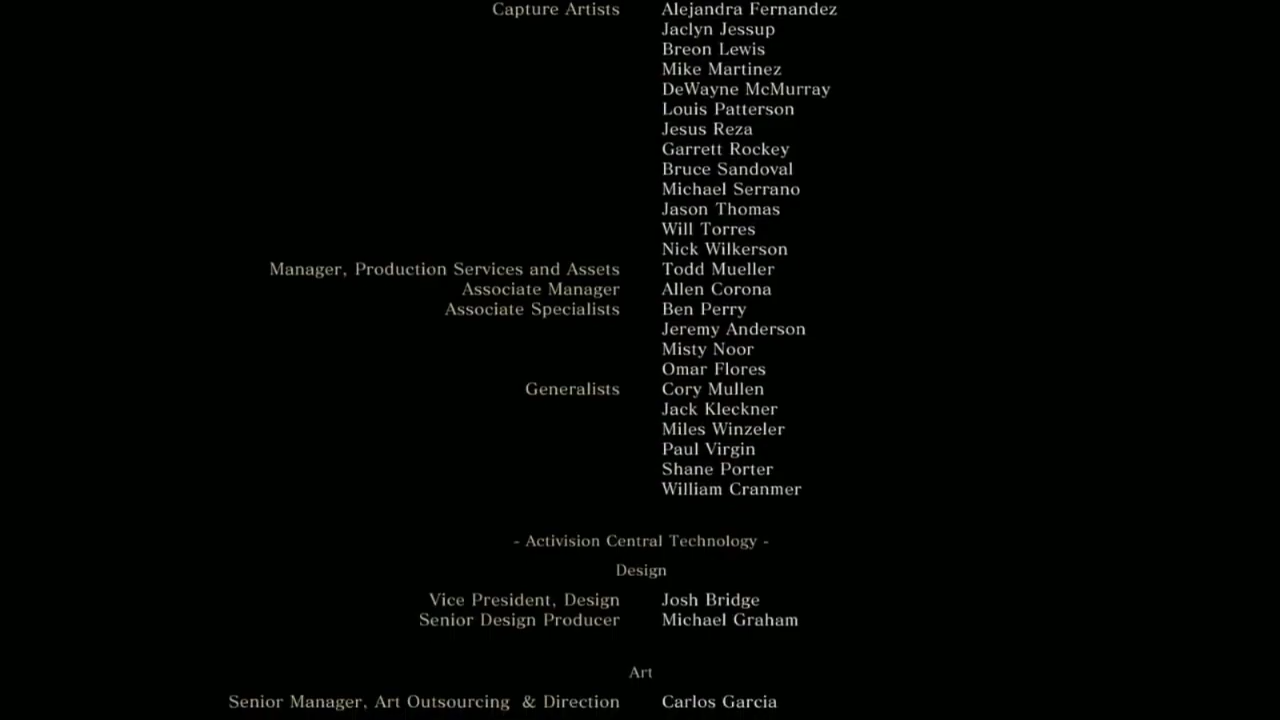 Capture Artists Alejandra Fernandez
Jaclyn Jessup
Breon Lewis
Mike Martinez
DeWayne McMurray
Louis Patterson
Jesus Reza
Garrett Rockey
Bruce Sandoval
Michael Serrano
Jason Thomas
Will Torres
Nick Wilkerson
Manager, Production Services and Assets Todd Mueller
Associate Manager Allen Corona
Associate Specialists Ben Perry
Jeremy Anderson
Misty Noor
Omar Flores
Generalists Cory Mullen
Jack Kleckner
Miles Winzeler
Paul Virgin
Shane Porter
William Cranmer
- Activision Central Technology -
Design
Vice President, Design Josh Bridge
Senior Design Producer Michael Graham
Art
Senior Manager, Art Outsourcing & Direction Carlos Garcia